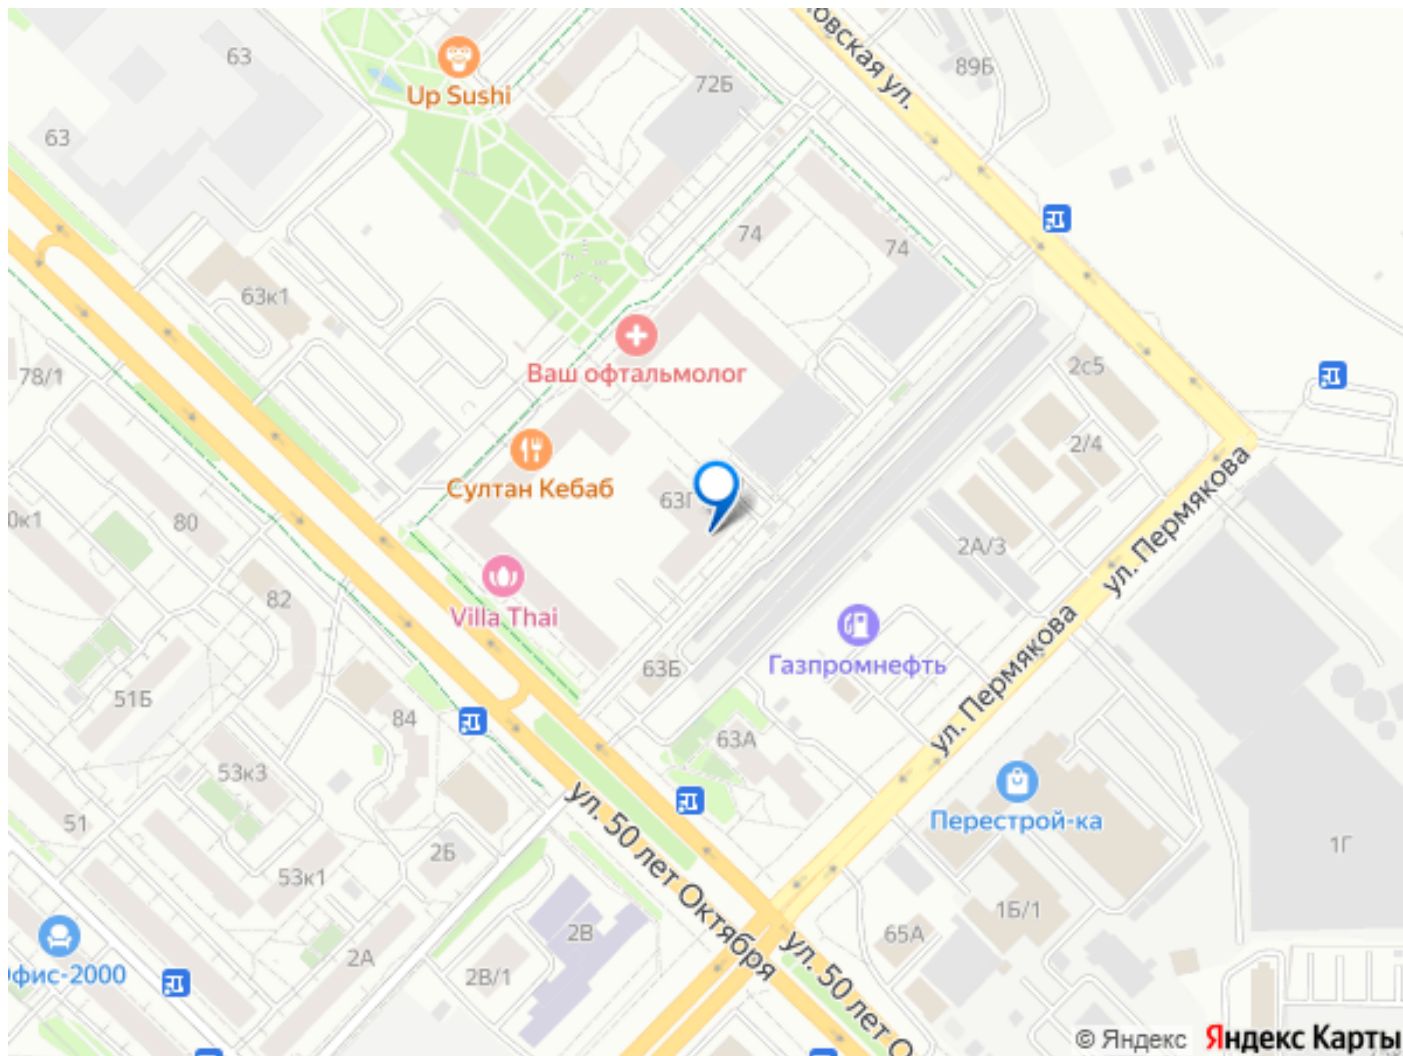 63
Up Sushi
72Б
овская ул.
89Б
63
74
74
63к1
78/1
Ваш офтальмолог
2с5
2/4
Султан Кебаб
63Г
0к1
80
2А/3
ул. Пермякова
82
Villa Thai
63Б
Газпромнефть
51Б
84
63А
ул. Пермякова
53к3
51
2Б
ул. 50 лет Октября
Перестрой-ка
1Г
53к1
1Б/1
2В
65А
Офис-2000
2А
2В/1
ул. 50 лет О
© Яндекс Яндекс Карты